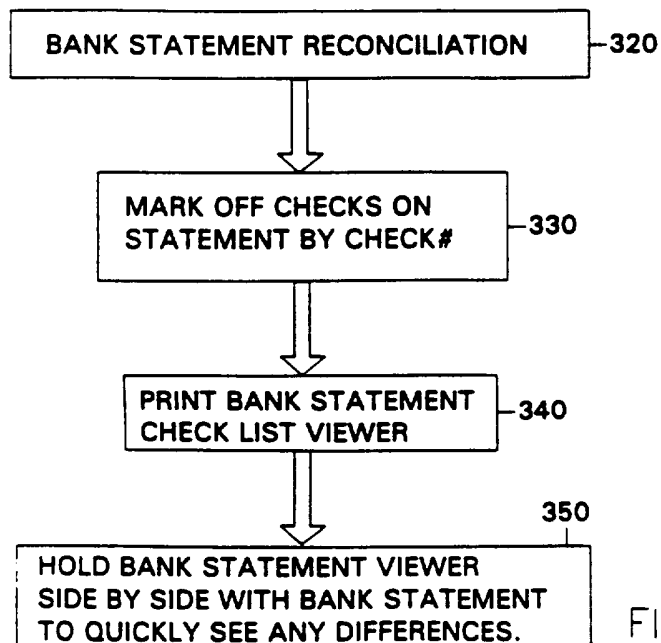 BANK STATEMENT RECONCILIATION
320
MARK OFF CHECKS ON
STATEMENT BY CHECK#
330
PRINT BANK STATEMENT
CHECK LIST VIEWER
340
350
HOLD BANK STATEMENT VIEWER
SIDE BY SIDE WITH BANK STATEMENT
TO QUICKLY SEE ANY DIFFERENCES.